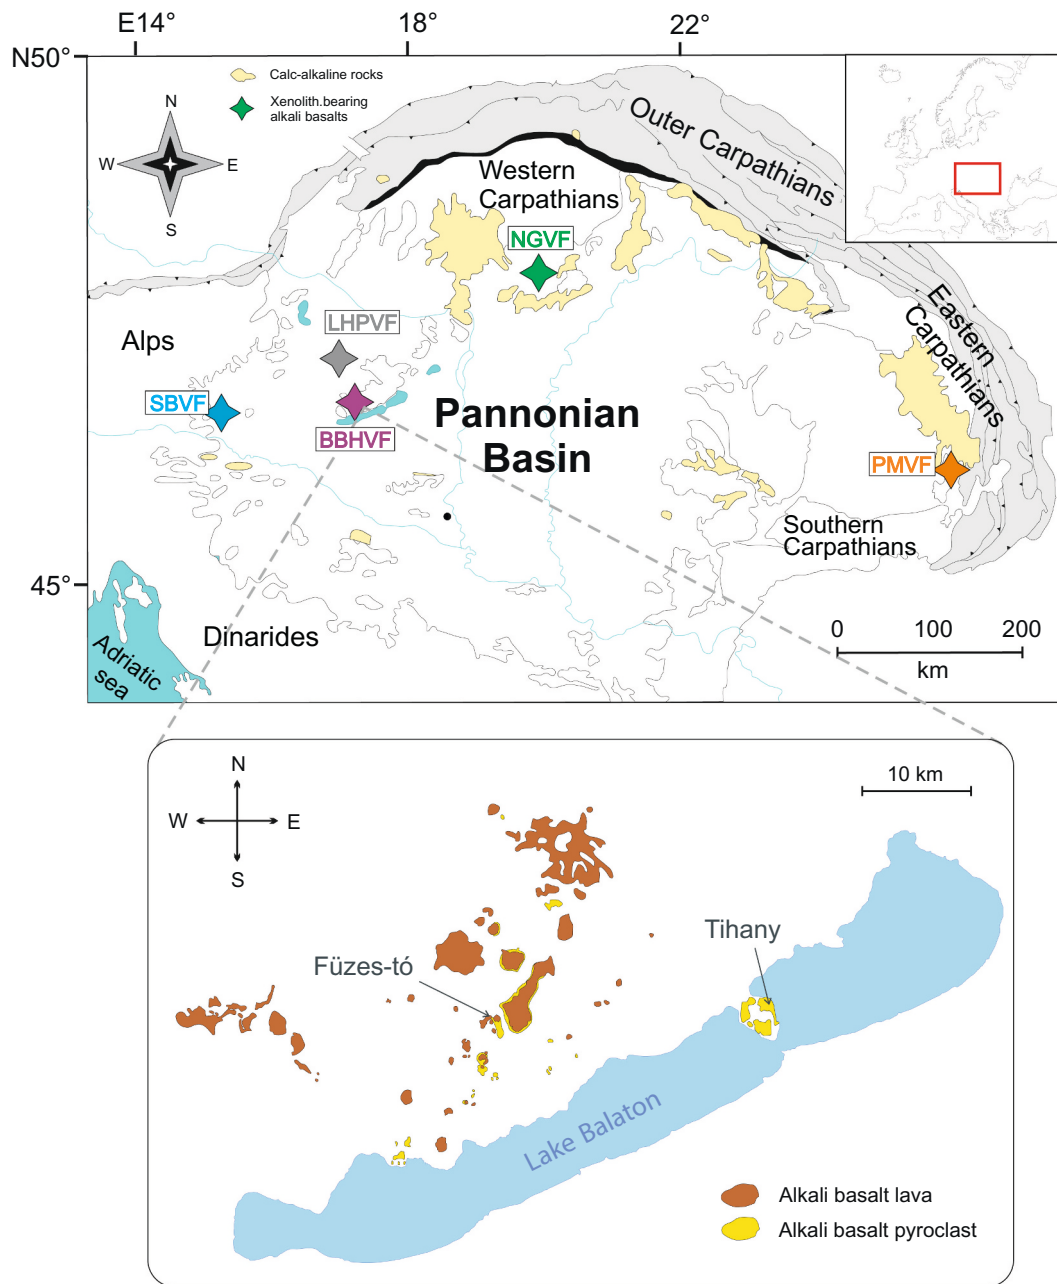 E14°
18°
22°
N50°
Calc-alkaline rocks
Xenolith.bearing
alkali basalts
N
W
E
S
Outer Carpathians
Western
Carpathians
NGVF
LHPVF
Alps
SBVF
BBHVF
Pannonian
Basin
Eastern
Carpathians
PMVF
Southern
Carpathians
45°
Dinarides
Adriatic
sea
0
100
200
km
N
W
E
S
10 km
Tihany
Füzes-tó
Lake Balaton
Alkali basalt lava
Alkali basalt pyroclast